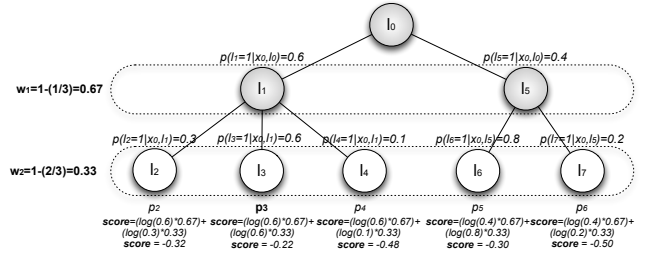 l0
p(l1=1|x0,l0)=0.6
p(l5=1|x0,l0)=0.4
w1=1-(1/3)=0.67
l1
l5
p(l2=1|x0,l1)=0.3
p(l3=1|x0,l1)=0.6
p(l4=1|x0,l1)=0.1
p(l6=1|x0,l5)=0.8
p(l7=1|x0,l5)=0.2
w2=1-(2/3)=0.33
l2
l3
l4
l6
l7
p2
p3
p4
p5
p6
score=(log(0.6)*0.67)+
(log(0.3)*0.33)
score = -0.32
score=(log(0.6)*0.67)+
(log(0.6)*0.33)
score = -0.22
score=(log(0.6)*0.67)+
(log(0.1)*0.33)
score = -0.48
score=(log(0.4)*0.67)+
(log(0.8)*0.33)
score = -0.30
score=(log(0.4)*0.67)+
(log(0.2)*0.33)
score = -0.50